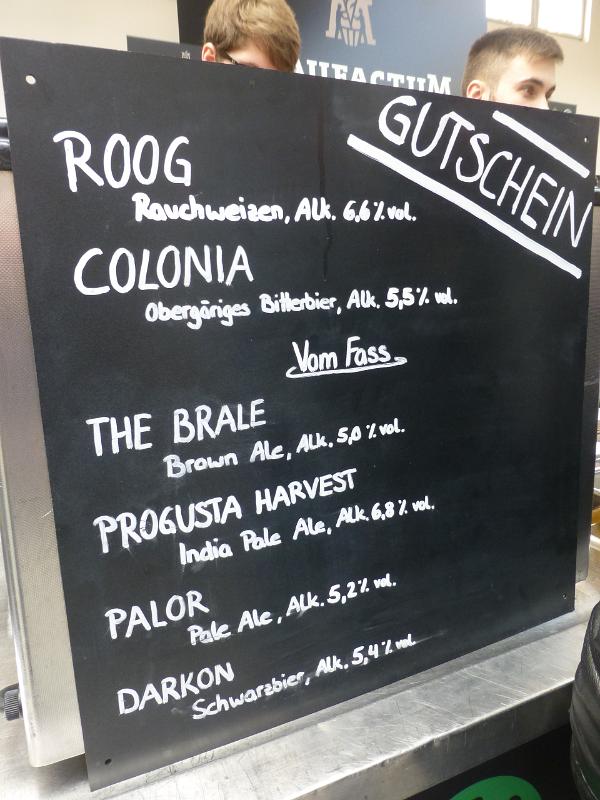 AUFACTUM
GUTSCHEIN
ROOG
Rauchweizen, Alk. 6,6% vol.
COLONIA
Obergäriges Bitterbier, Alk. 5,5% vol.
Vom Fass
THE BRALE
Brown Ale, Alk. 5,0% vol.
PROGUSTA HARVEST
India Pale Ale, Alk. 6,8% vol.
PALOR
Pale Ale, Alk. 5,2% vol.
DARKON
Schwarzbier, Alk. 5,4% vol.